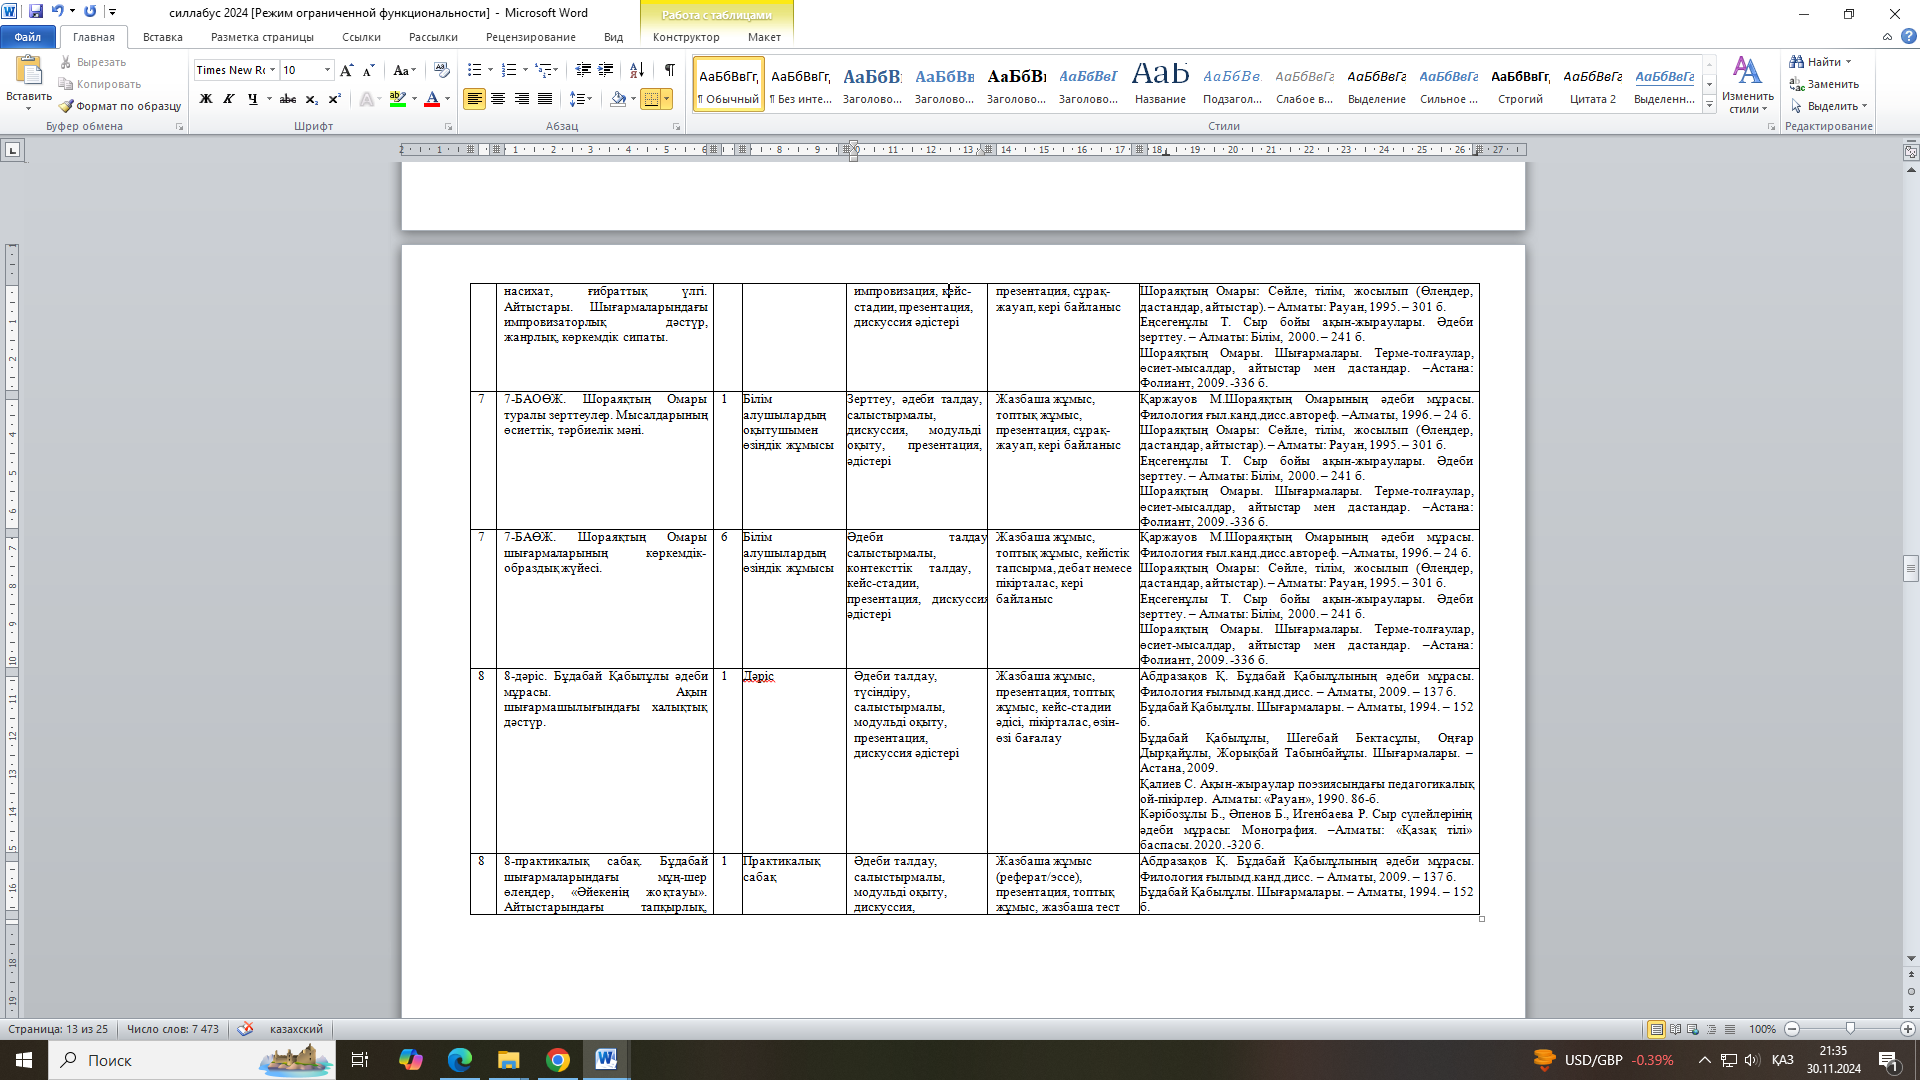 силлабус 2024 [Режим ограниченной функциональности] - Microsoft Word
Работа с таблицами
Файл Главная Вставка Разметка страницы Ссылки Рассылки Рецензирование Вид Конструктор Макет
Вставить
Вырезать
Копировать
Формат по образцу
Буфер обмена
Times New Ro 10
Шрифт
Абзац
АаБбВвГг, АаБбВвГг, АаБбВ АаБбВв АаБбВ АаБбВвГ АаБ АаБбВв. АаБбВвГг АаБбВвГг АаБбВвГг АаБбВвГг, АаБбВвГг АаБбВвГг
¶ Обычный ¶ Без инте... Заголово... Заголово... Заголово... Заголово... Название Подзагол... Слабое в... Выделение Сильное ... Строгий Цитата 2 Выделенн...
Стили
Изменить стили
Найти
Заменить
Выделить
Редактирование
насихат, ғибраттық үлгі.
Айтыстары. Шығармаларындағы
импровизаторлық дәстүр,
жанрлық, көркемдік сипаты.
импровизация, кейс-
стадии, презентация,
дискуссия әдістері
презентация, сұрақ-
жауап, кері байланыс
Шораяқтың Омары: Сөйле, тілім, жосылып (Өлеңдер,
дастандар, айтыстар). – Алматы: Рауан, 1995. – 301 б.
Еңсегенұлы Т. Сыр бойы ақын-жыраулары. Әдеби
зерттеу. – Алматы: Білім, 2000. – 241 б.
Шораяқтың Омары. Шығармалары. Терме-толғаулар,
өсиет-мысалдар, айтыстар мен дастандар. –Астана:
Фолиант, 2009. -336 б.
7
7-БАОӨЖ. Шораяқтың Омары
туралы зерттеулер. Мысалдарының
өсиеттік, тәрбиелік мәні.
1
Білім
алушылардың
оқытушымен
өзіндік жұмысы
Зерттеу, әдеби талдау,
салыстырмалы,
дискуссия, модульді
оқыту, презентация,
әдістері
Жазбаша жұмыс,
топтық жұмыс,
презентация, сұрақ-
жауап, кері байланыс
Қаржауов М.Шораяқтың Омарының әдеби мұрасы.
Филология ғыл.канд.дисс.автореф. –Алматы, 1996. – 24 б.
Шораяқтың Омары: Сөйле, тілім, жосылып (Өлеңдер,
дастандар, айтыстар). – Алматы: Рауан, 1995. – 301 б.
Еңсегенұлы Т. Сыр бойы ақын-жыраулары. Әдеби
зерттеу. – Алматы: Білім, 2000. – 241 б.
Шораяқтың Омары. Шығармалары. Терме-толғаулар,
өсиет-мысалдар, айтыстар мен дастандар. –Астана:
Фолиант, 2009. -336 б.
7
7-БАӨЖ. Шораяқтың Омары
шығармаларының көркемдік-
образдық жүйесі.
6
Білім
алушылардың
өзіндік жұмысы
Әдеби талдау
салыстырмалы,
контексттік талдау,
кейс-стадии,
презентация, дискуссия
әдістері
Жазбаша жұмыс,
топтық жұмыс, кейістік
тапсырма, дебат немесе
пікірталас, кері
байланыс
Қаржауов М.Шораяқтың Омарының әдеби мұрасы.
Филология ғыл.канд.дисс.автореф. –Алматы, 1996. – 24 б.
Шораяқтың Омары: Сөйле, тілім, жосылып (Өлеңдер,
дастандар, айтыстар). – Алматы: Рауан, 1995. – 301 б.
Еңсегенұлы Т. Сыр бойы ақын-жыраулары. Әдеби
зерттеу. – Алматы: Білім, 2000. – 241 б.
Шораяқтың Омары. Шығармалары. Терме-толғаулар,
өсиет-мысалдар, айтыстар мен дастандар. –Астана:
Фолиант, 2009. -336 б.
8
8-дәріс. Бұдабай Қабылұлы әдеби
мұрасы. Ақын
шығармашылығындағы халықтық
дәстүр.
1
Дәріс
Әдеби талдау,
түсіндіру,
салыстырмалы,
модульді оқыту,
презентация,
дискуссия әдістері
Жазбаша жұмыс,
презентация, топтық
жұмыс, кейс-стадии
әдісі, пікірталас, өзін-
өзі бағалау
Абдразақов Қ. Бұдабай Қабылұлының әдеби мұрасы.
Филология ғылымд.канд.дисс. – Алматы, 2009. – 137 б.
Бұдабай Қабылұлы. Шығармалары. – Алматы, 1994. – 152
б.
Бұдабай Қабылұлы, Шегебай Бектасұлы, Оңғар
Дырқайұлы, Жорықбай Табынбайұлы. Шығармалары. –
Астана, 2009.
Қалиев С. Ақын-жыраулар поэзиясындағы педагогикалық
ой-пікірлер. Алматы: «Рауан», 1990. 86-б.
Кәрібозұлы Б., Әпенов Б., Игенбаева Р. Сыр сүлейлерінің
әдеби мұрасы: Монография. –Алматы: «Қазақ тілі»
баспасы. 2020. -320 б.
8
8-практикалық сабақ. Бұдабай
шығармаларындағы мұң-шер
өлеңдер, «Әйекенің жоқтауы».
Айтыстарындағы тапқырлық,
1
Практикалық
сабақ
Әдеби талдау,
салыстырмалы,
модульді оқыту,
дискуссия,
Жазбаша жұмыс
(реферат/эссе),
презентация, топтық
жұмыс, жазбаша тест
Абдразақов Қ. Бұдабай Қабылұлының әдеби мұрасы.
Филология ғылымд.канд.дисс. – Алматы, 2009. – 137 б.
Бұдабай Қабылұлы. Шығармалары. – Алматы, 1994. – 152
б.
Страница: 13 из 25 Число слов: 7 473 казахский 100%
Поиск
USD/GBP -0.39% ҚАЗ 21:35
30.11.2024